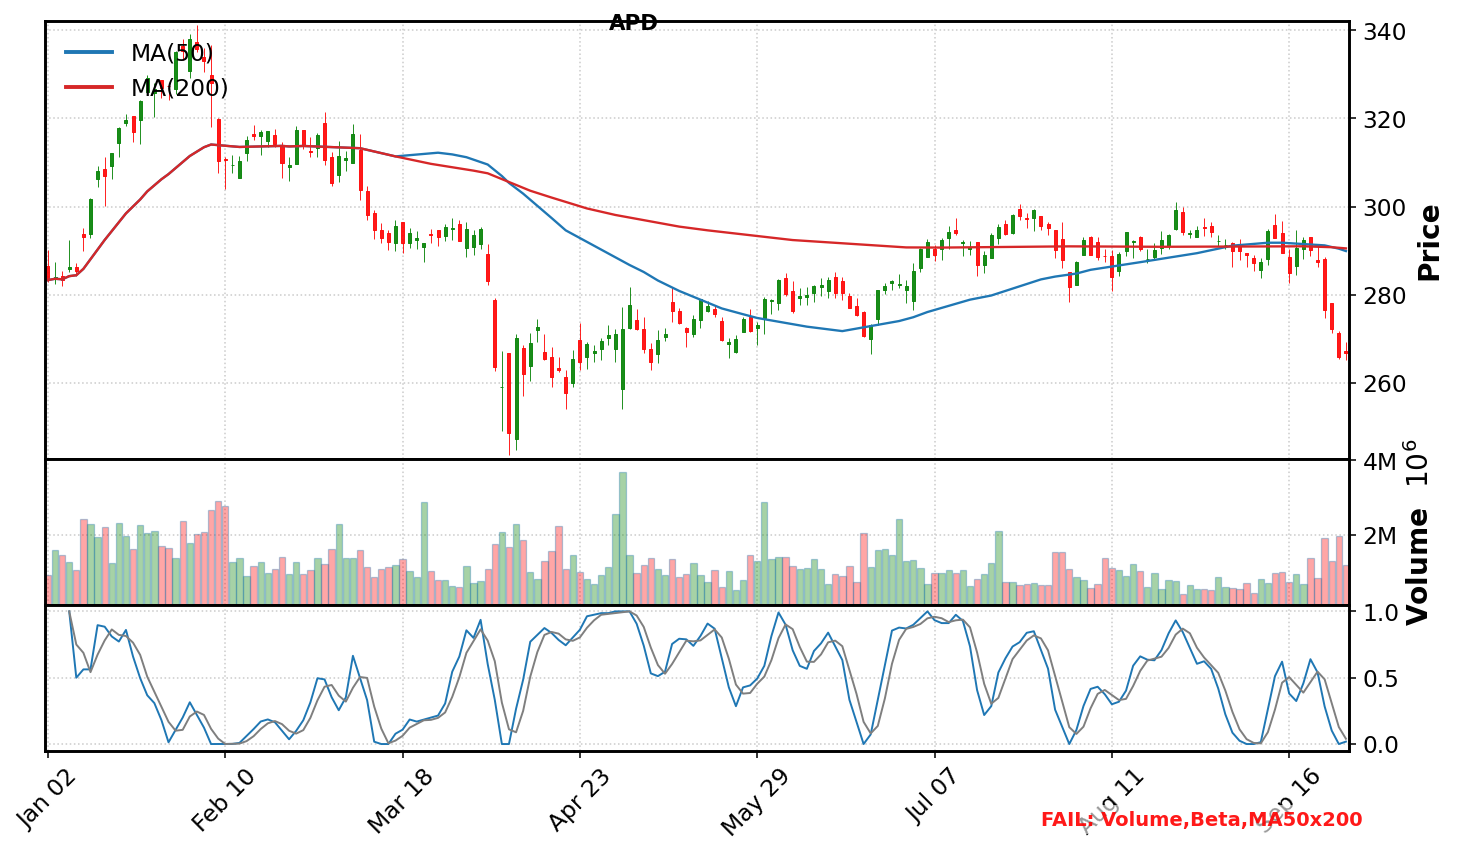 APD
MA(50)
MA(200)
340
320
300
280
260
Price
4M
2M
Volume 10^6
1.0
0.5
0.0
Jan 02
Feb 10
Mar 18
Apr 23
May 29
Jul 07
Aug 11
Sep 16
FAIL: Volume,Beta,MA50x200